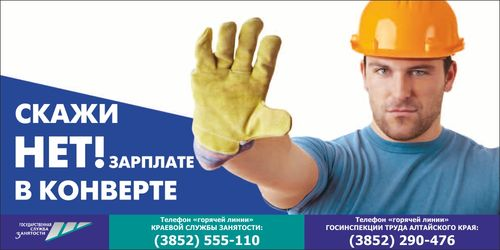 СКАЖИ
НЕТ! ЗАРПЛАТЕ
В КОНВЕРТЕ
ГОСУДАРСТВЕННАЯ
СЛУЖБА
ЗАНЯТОСТИ
Телефон «горячей линии»
КРАЕВОЙ СЛУЖБЫ ЗАНЯТОСТИ:
(3852) 555-110
Телефон «горячей линии»
ГОСИНСПЕКЦИИ ТРУДА АЛТАЙСКОГО КРАЯ:
(3852) 290-476